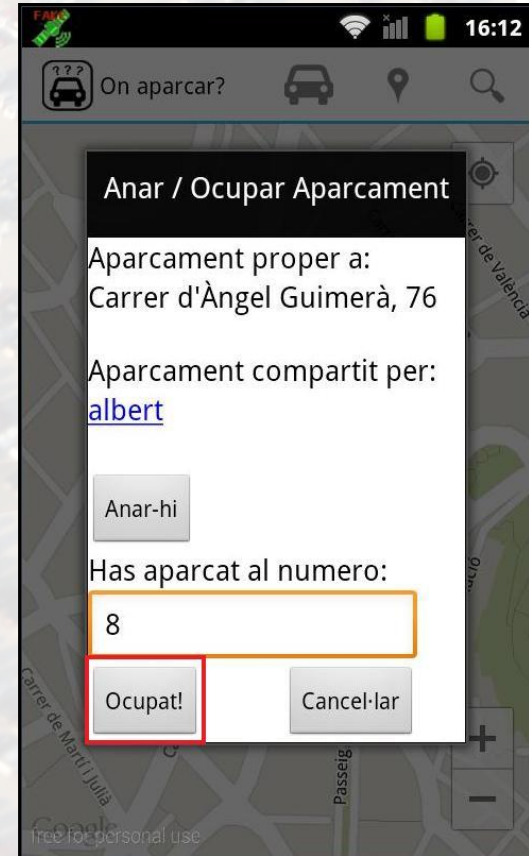 FAKE
16:12
On aparcar?
Anar / Ocupar Aparcament
Aparcament proper a:
Carrer d'Àngel Guimerà, 76
Aparcament compartit per:
albert
Anar-hi
Has aparcat al numero:
8
Ocupat!
Cancel·lar
Carrer de València
Carrer de Martí i Julià
Passeig
Google
free for personal use